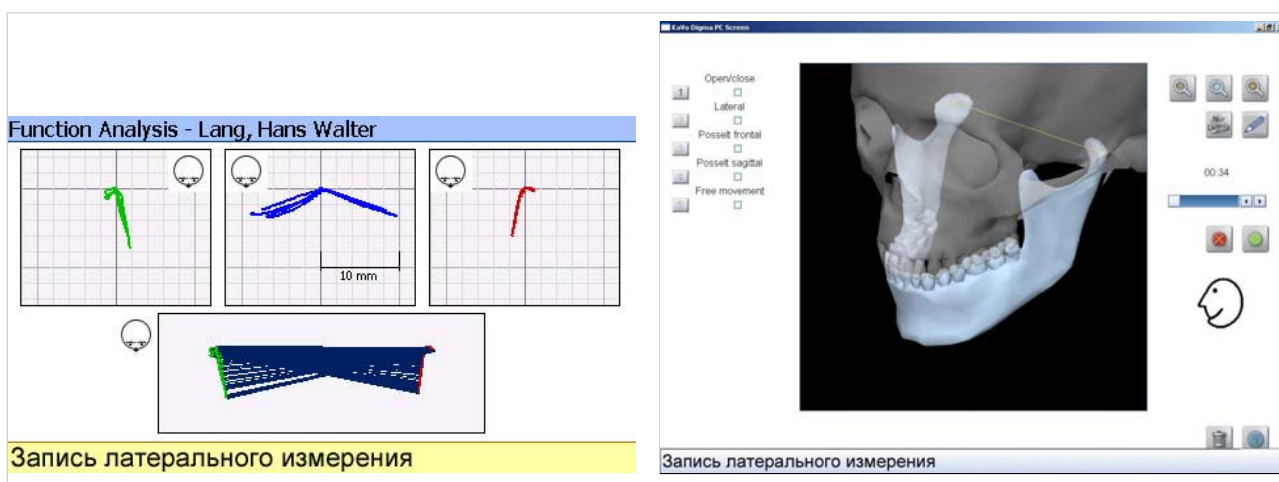 Function Analysis - Lang, Hans Walter
10 mm
Запись латерального измерения
KaVo Digma PC Screen
Open/close
1
Lateral
Posselt frontal
Posselt sagittal
Free movement
00:34
Запись латерального измерения